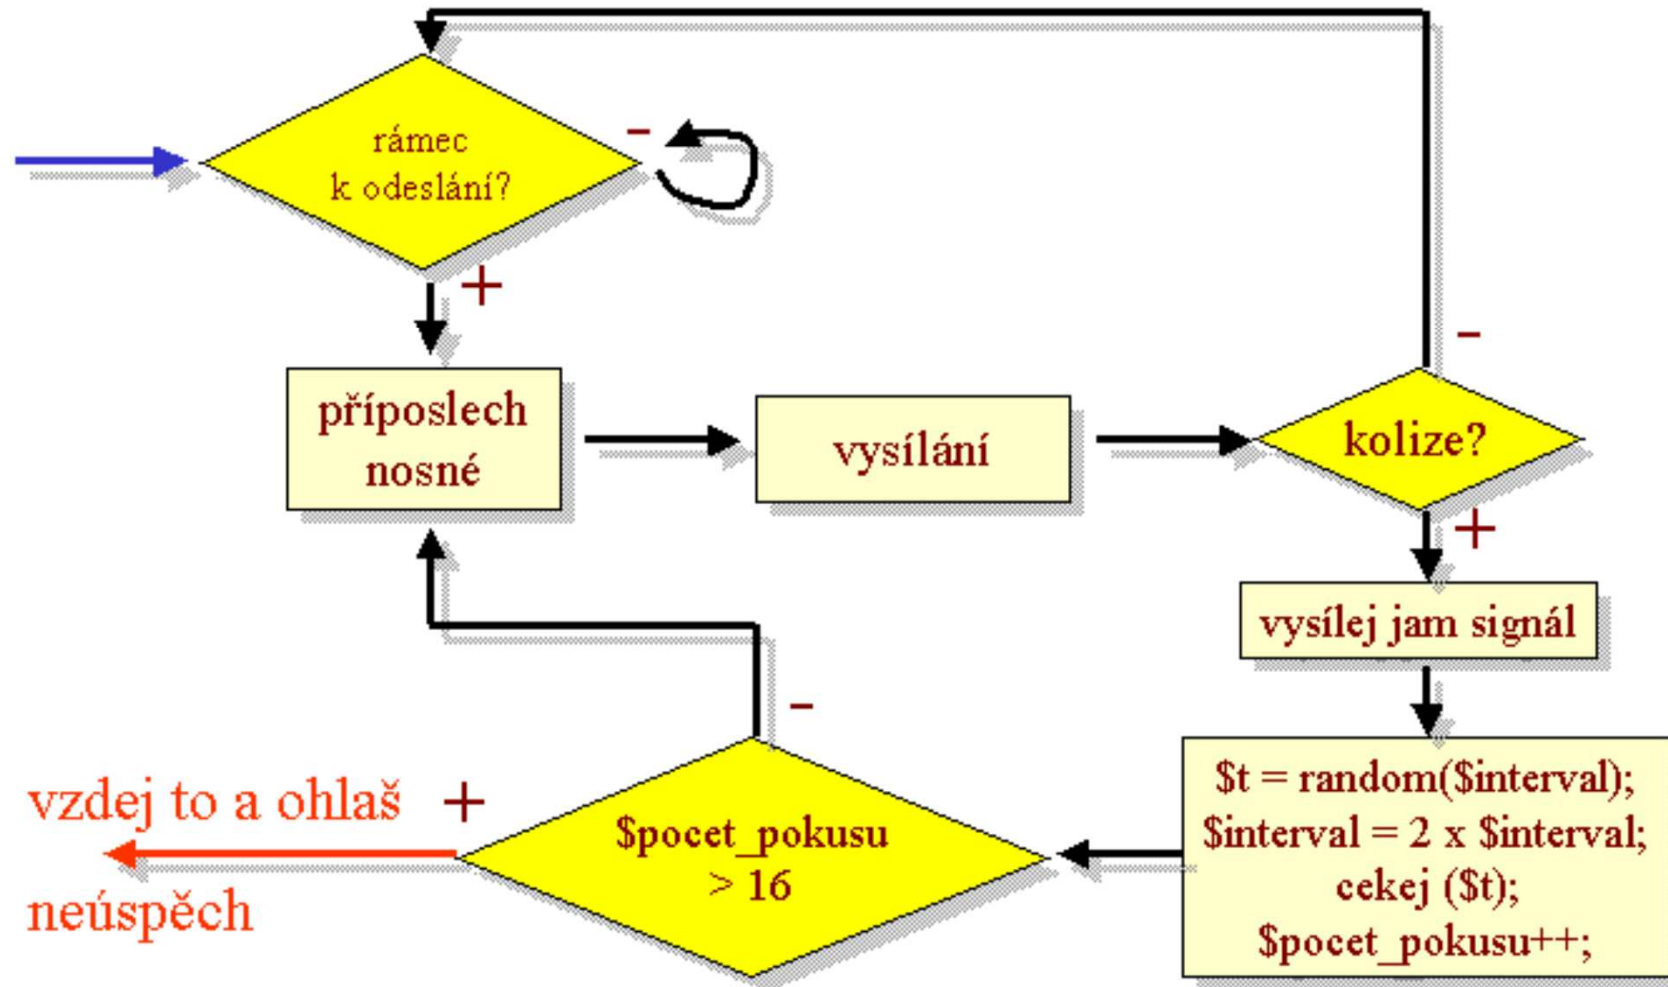 rámec
k odeslání?
-
+
příposlech
nosné
vysílání
kolize?
-
+
vysílej jam signál
$t = random($interval);
$interval = 2 x $interval;
cekej ($t);
$pocet_pokusu++;
$pocet_pokusu
> 16
-
+
vzdej to a ohlaš
neúspěch